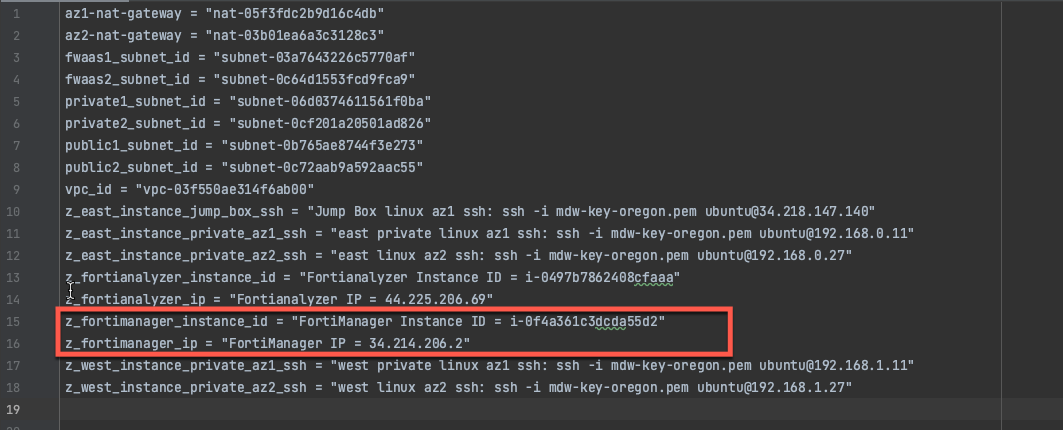 1 az1-nat-gateway = "nat-05f3fdc2b9d16c4db"
2 az2-nat-gateway = "nat-03b01ea6a3c3128c3"
3 fwaas1_subnet_id = "subnet-03a7643226c5770af"
4 fwaas2_subnet_id = "subnet-0c64d1553fcd9fca9"
5 private1_subnet_id = "subnet-06d0374611561f0ba"
6 private2_subnet_id = "subnet-0cf201a20501ad826"
7 public1_subnet_id = "subnet-0b765ae8744f3e273"
8 public2_subnet_id = "subnet-0c72aab9a592aac55"
9 vpc_id = "vpc-03f550ae314f6ab00"
10 z_east_instance_jump_box_ssh = "Jump Box linux az1 ssh: ssh -i mdw-key-oregon.pem ubuntu@34.218.147.140"
11 z_east_instance_private_az1_ssh = "east private linux az1 ssh: ssh -i mdw-key-oregon.pem ubuntu@192.168.0.11"
12 z_east_instance_private_az2_ssh = "east linux az2 ssh: ssh -i mdw-key-oregon.pem ubuntu@192.168.0.27"
13 z_fortianalyzer_instance_id = "Fortianalyzer Instance ID = i-0497b7862408cfaaa"
14 z_fortianalyzer_ip = "Fortianalyzer IP = 44.225.206.69"
15 z_fortimanager_instance_id = "FortiManager Instance ID = i-0f4a361c3dcda55d2"
16 z_fortimanager_ip = "FortiManager IP = 34.214.206.2"
17 z_west_instance_private_az1_ssh = "west private linux az1 ssh: ssh -i mdw-key-oregon.pem ubuntu@192.168.1.11"
18 z_west_instance_private_az2_ssh = "west linux az2 ssh: ssh -i mdw-key-oregon.pem ubuntu@192.168.1.27"
19